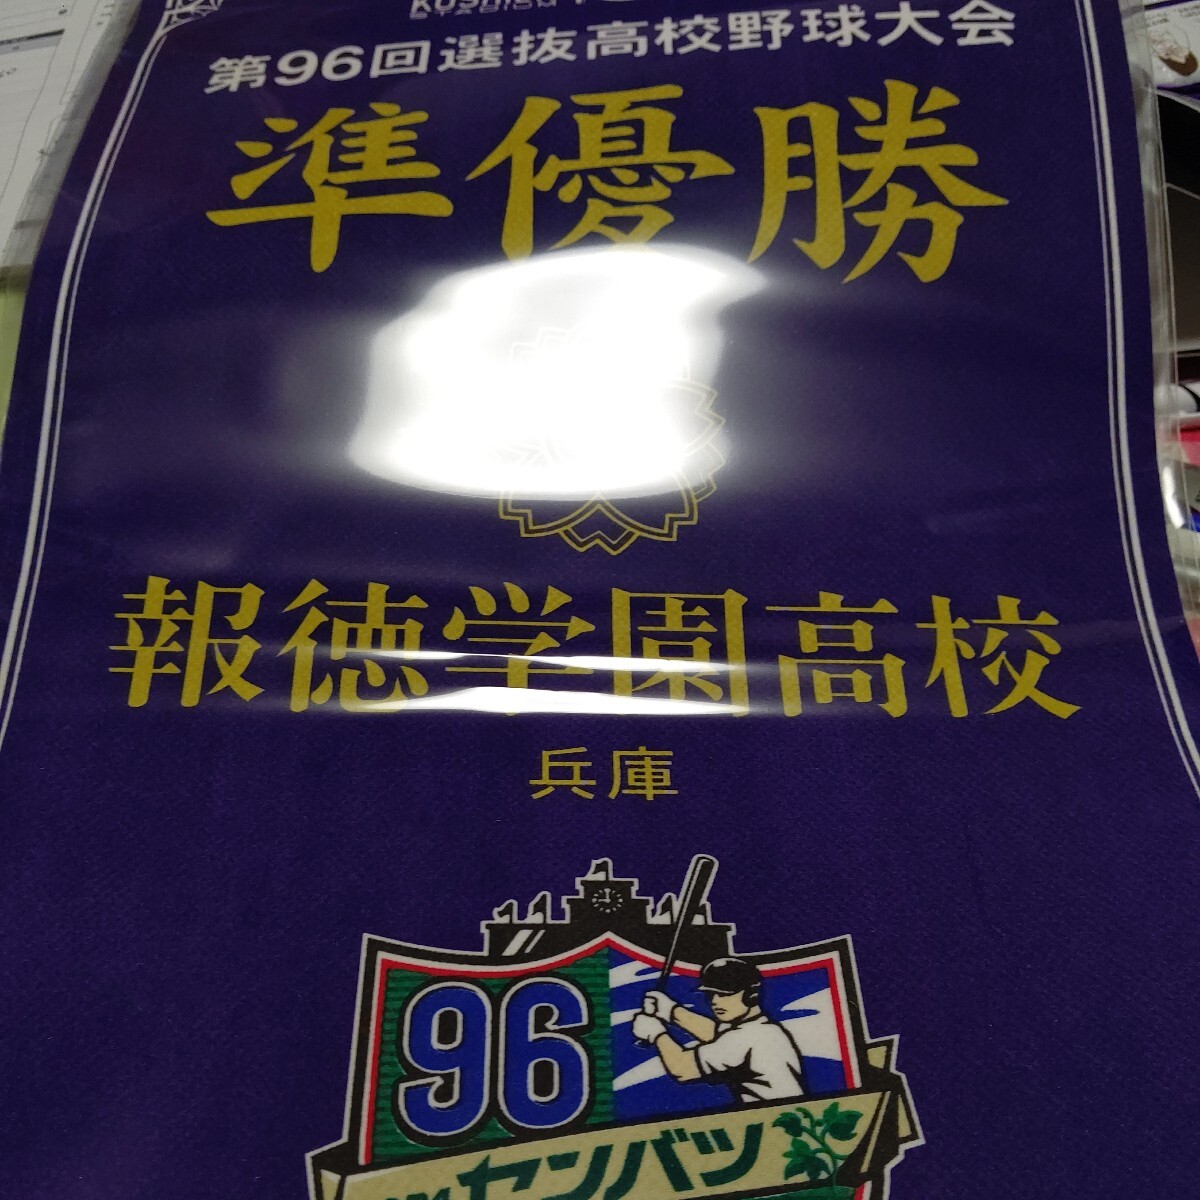 第96回選抜高校野球大会
準優勝
報徳学園高校
兵庫
96
センバツ